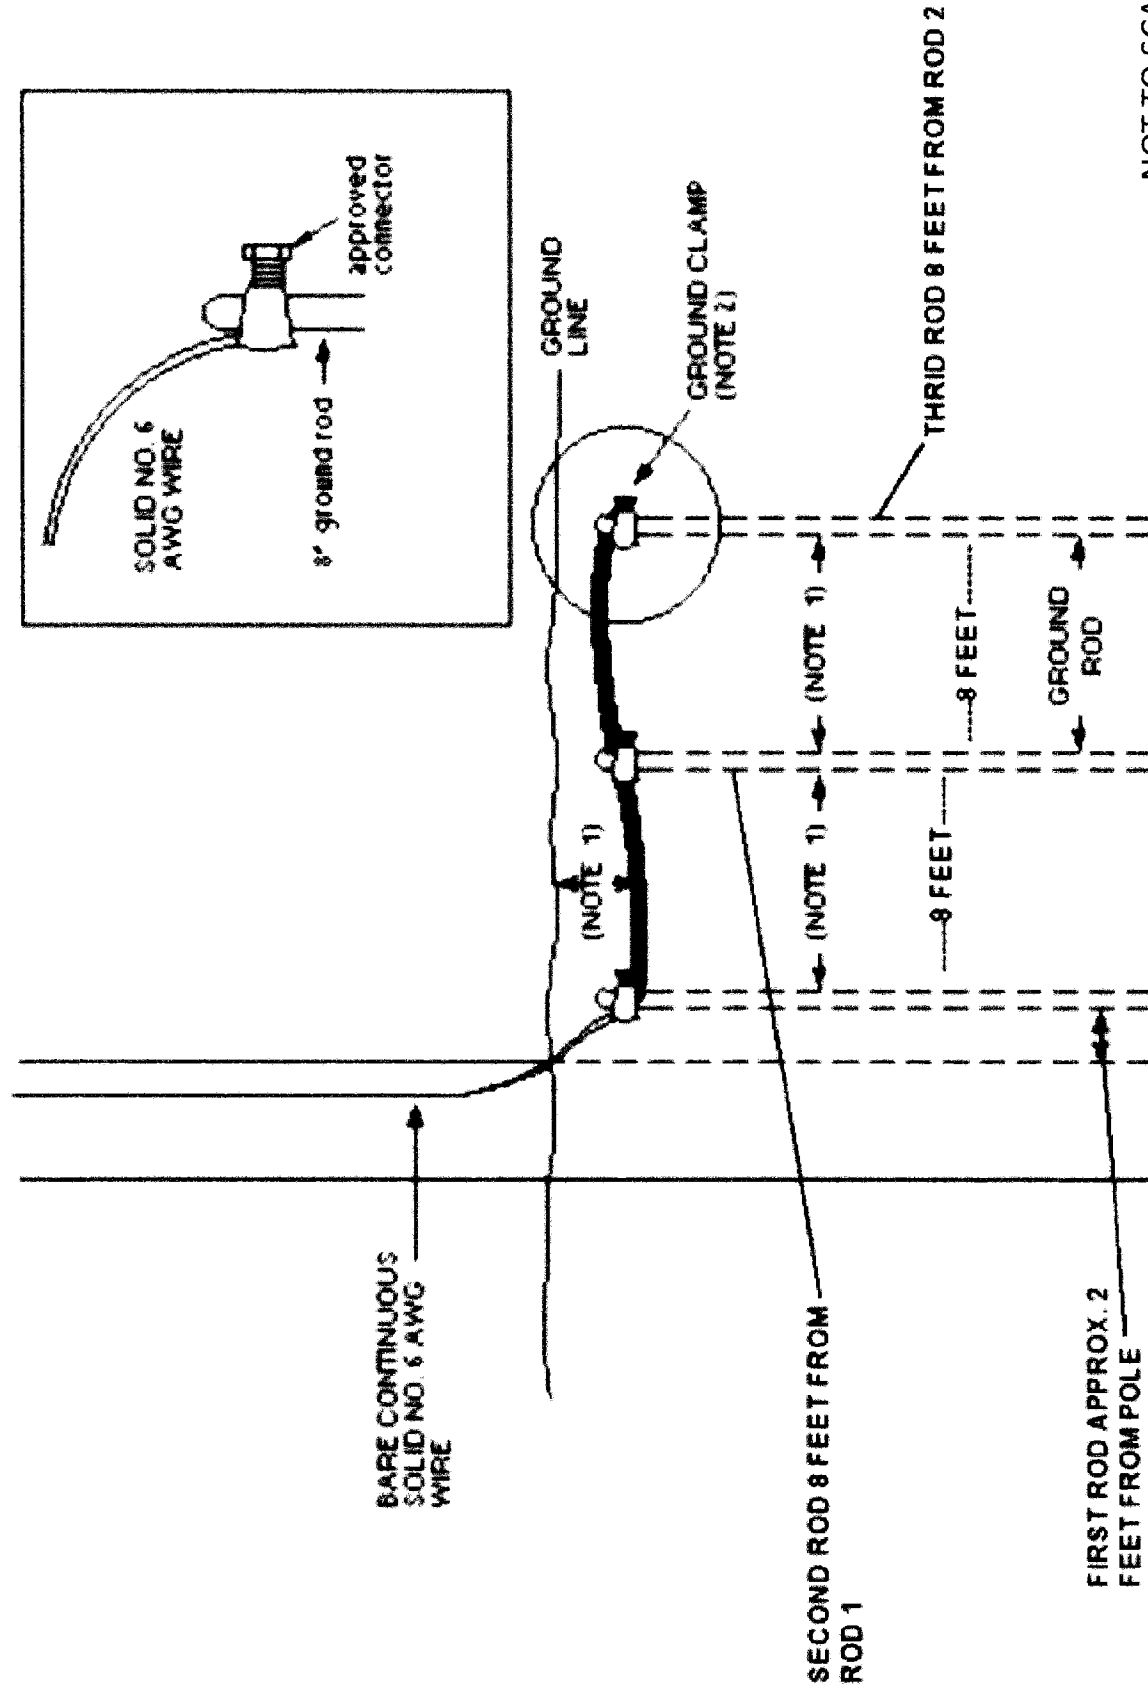 SOLID NO. 6
AWG WIRE
8' ground rod
approved
connector
GROUND
LINE
GROUND CLAMP
(NOTE 2)
BARE CONTINUOUS
SOLID NO. 6 AWG
WIRE
(NOTE 1)
(NOTE 1)
(NOTE 1)
8 FEET
8 FEET
GROUND
ROD
THRID ROD 8 FEET FROM ROD 2
SECOND ROD 8 FEET FROM
ROD 1
FIRST ROD APPROX. 2
FEET FROM POLE
NOT TO